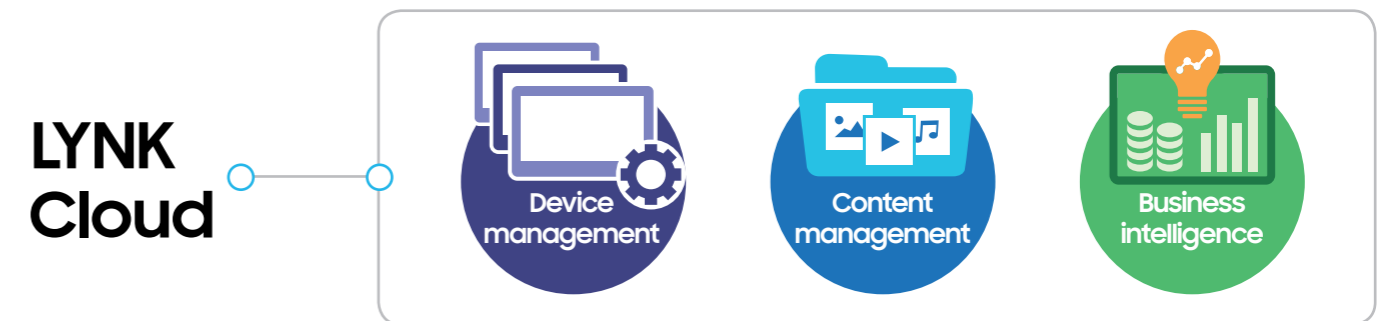 LYNK
Cloud
Device
management
Content
management
Business
intelligence